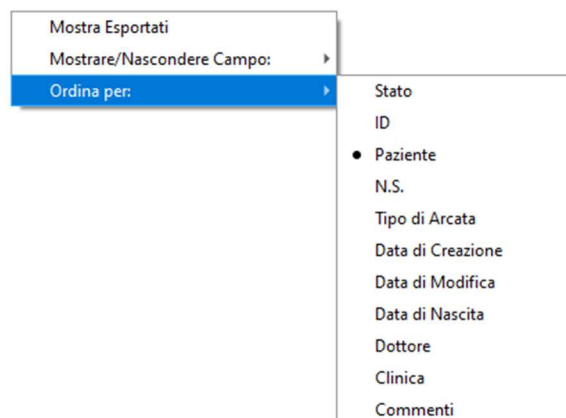 Mostra Esportati
Mostrare/Nascondere Campo:
Ordina per:
Stato
ID
Paziente
N.S.
Tipo di Arcata
Data di Creazione
Data di Modifica
Data di Nascita
Dottore
Clinica
Commenti